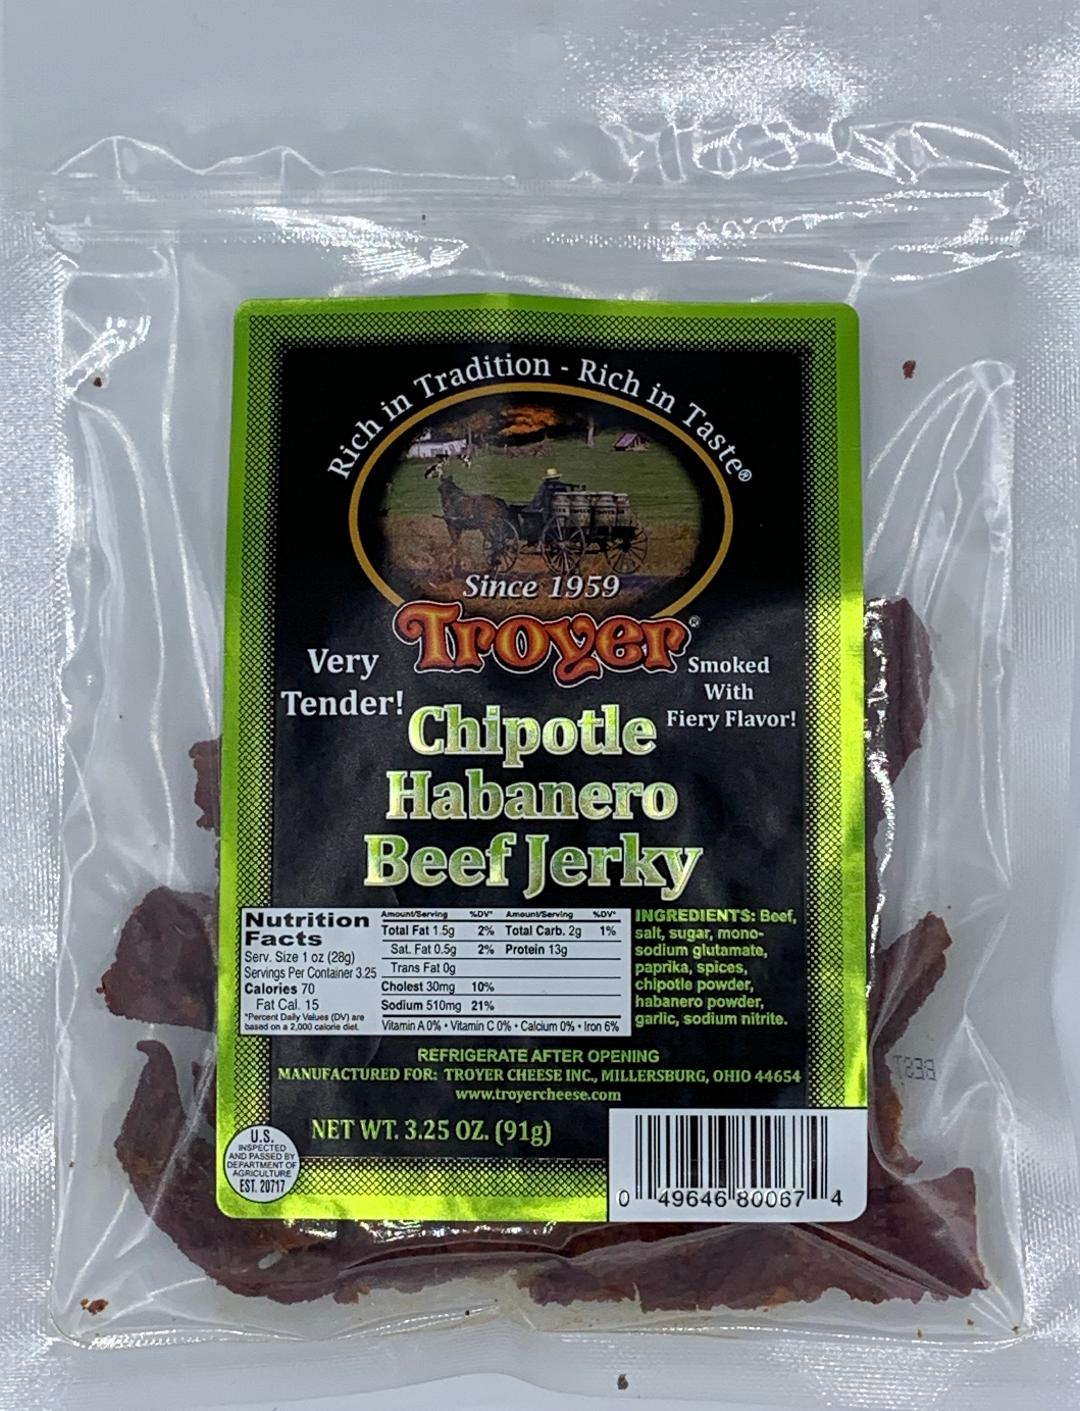 Rich in Tradition - Rich in Taste®
Since 1959
Troyer®
Very
Tender!
Smoked
With
Fiery Flavor!
Chipotle
Habanero
Beef Jerky
Nutrition
Facts
Serv. Size 1 oz (28g)
Servings Per Container 3.25
Calories 70
Fat Cal. 15
*Percent Daily Values (DV) are
based on a 2,000 calorie diet.
Amount/Serving %DV* Amount/Serving %DV*
Total Fat 1.5g 2% Total Carb. 2g 1%
Sat. Fat 0.5g 2% Protein 13g
Trans Fat 0g
Cholest 30mg 10%
Sodium 510mg 21%
Vitamin A 0% • Vitamin C 0% • Calcium 0% • Iron 6%
INGREDIENTS: Beef,
salt, sugar, mono-
sodium glutamate,
paprika, spices,
chipotle powder,
habanero powder,
garlic, sodium nitrite.
REFRIGERATE AFTER OPENING
MANUFACTURED FOR: TROYER CHEESE INC., MILLERSBURG, OHIO 44654
www.troyercheese.com
NET WT. 3.25 OZ. (91g)
U.S.
INSPECTED
AND PASSED BY
DEPARTMENT OF
AGRICULTURE
EST. 20717
0 49646 80067 4
BEST